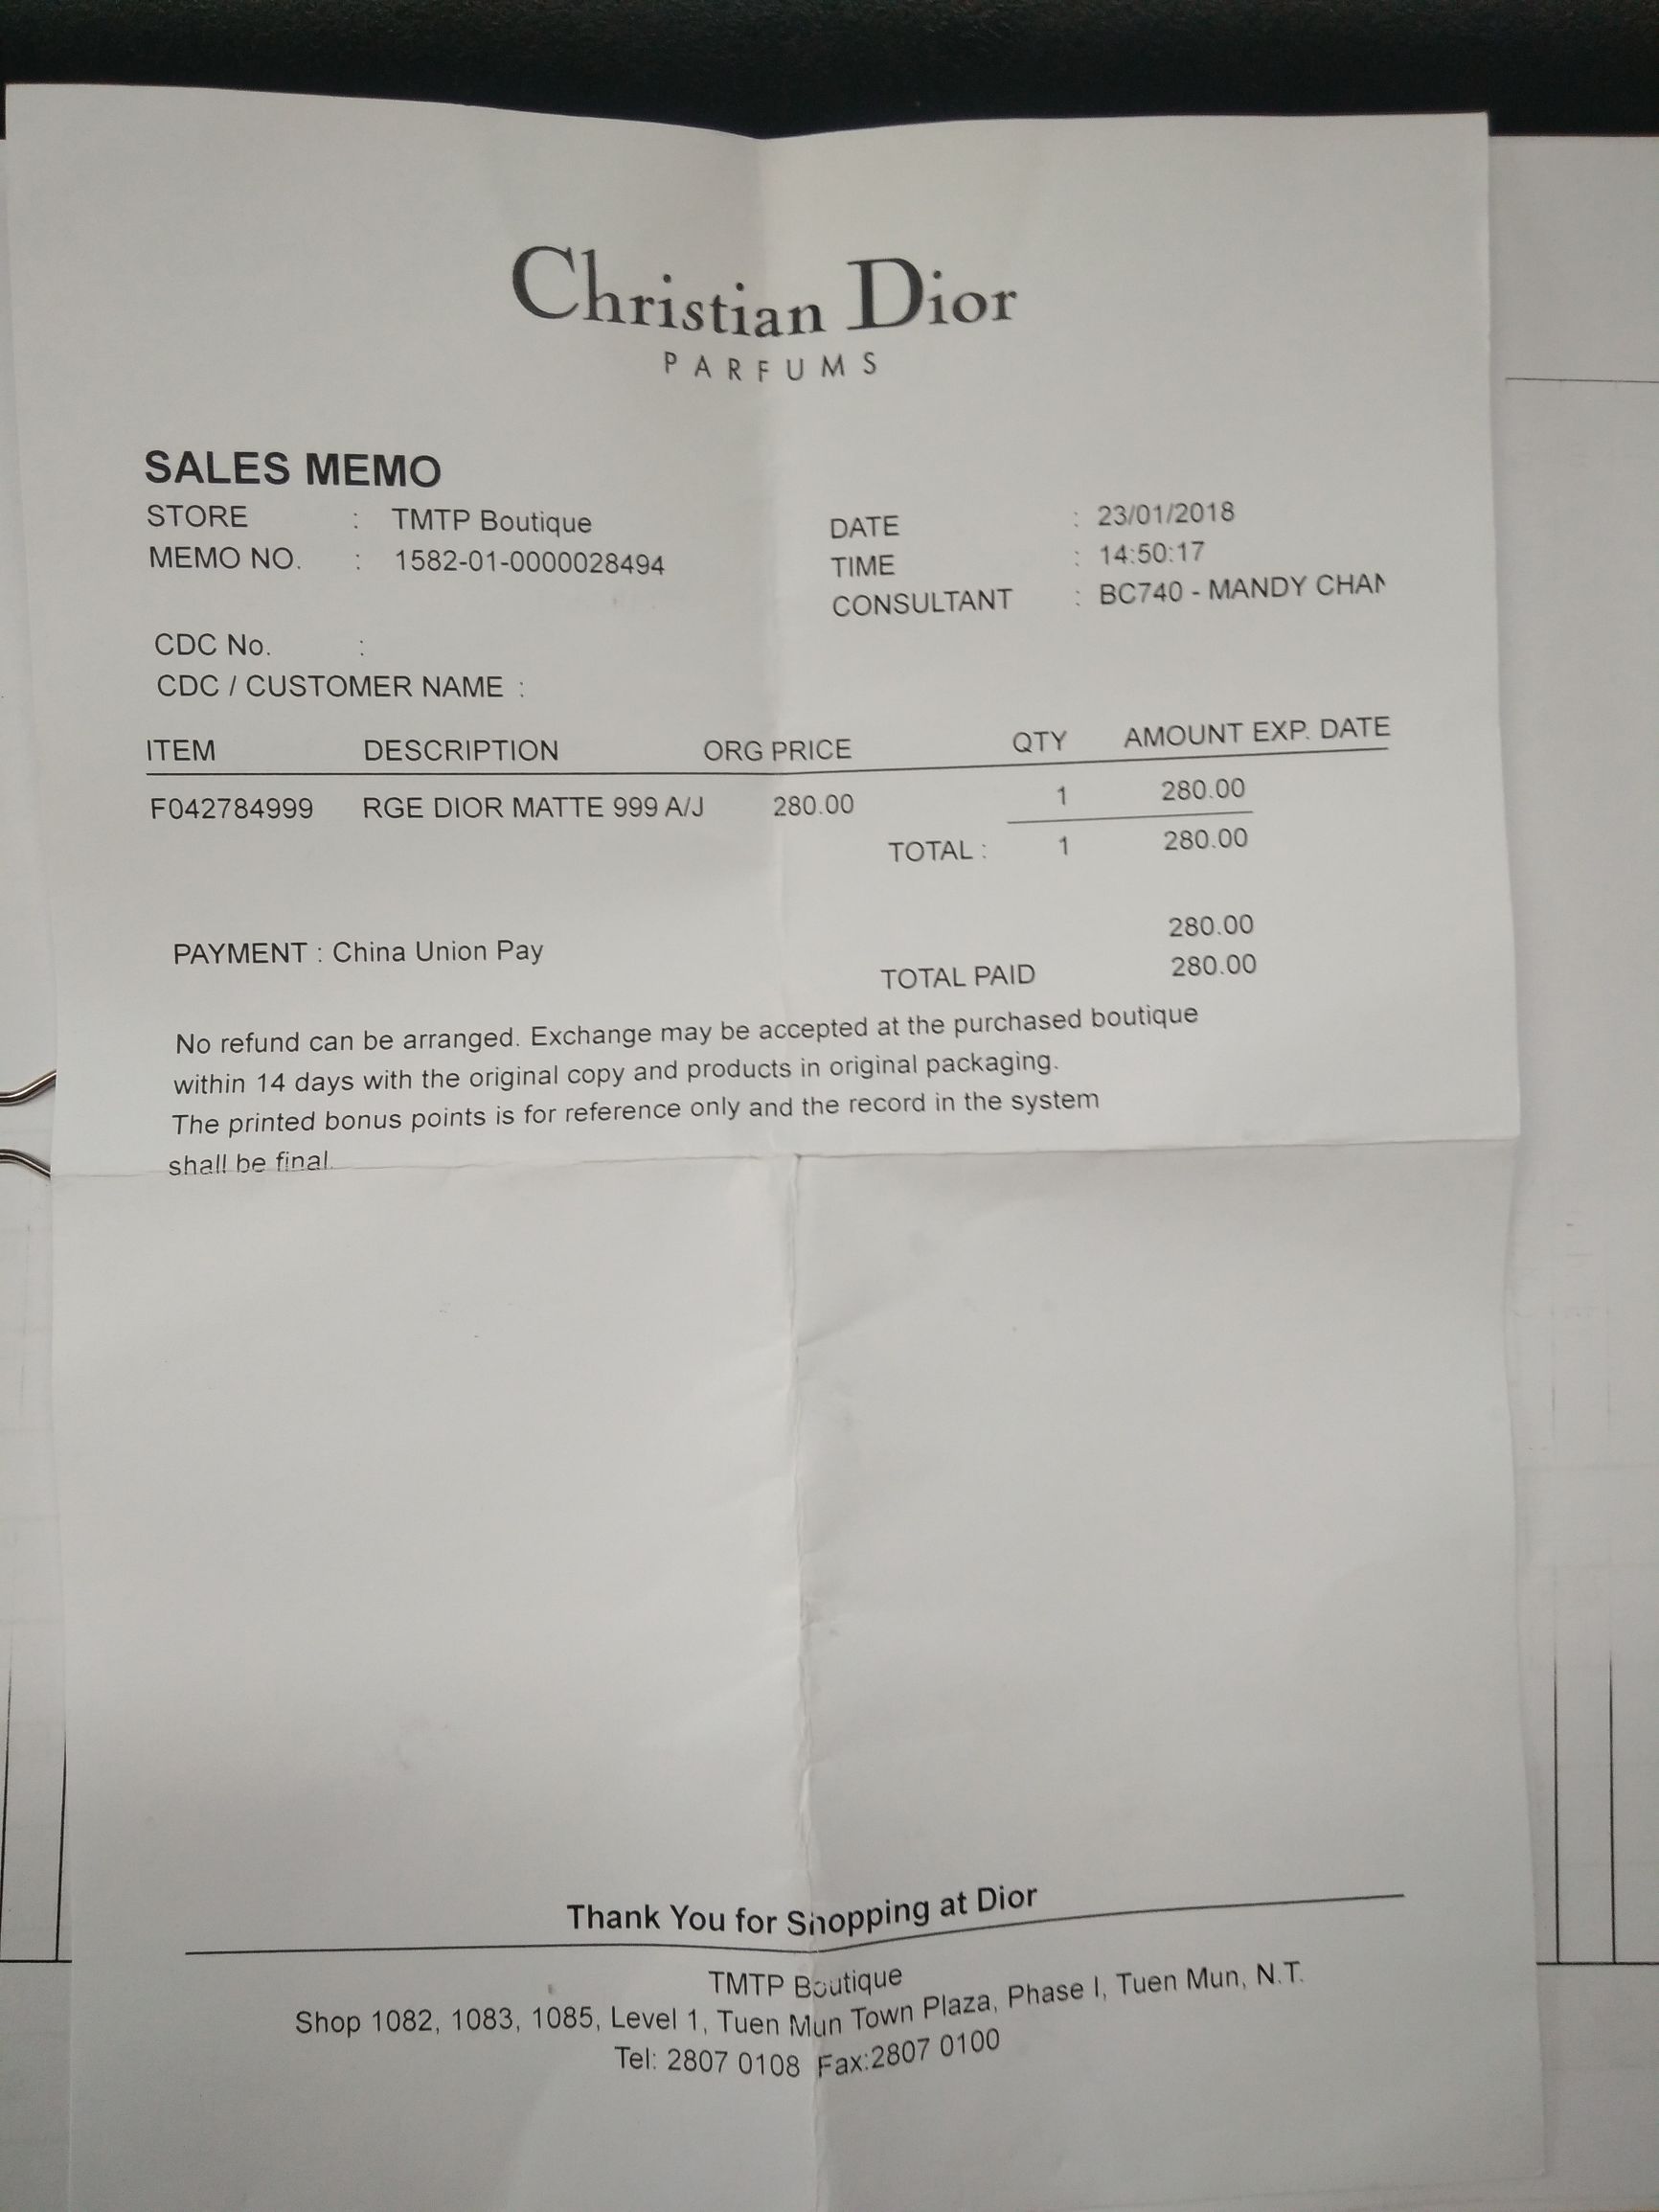 Christian Dior
PARFUMS
SALES MEMO
STORE : TMTP Boutique
MEMO NO. : 1582-01-0000028494
DATE : 23/01/2018
TIME : 14:50:17
CONSULTANT : BC740 - MANDY CHAN
CDC No. :
CDC / CUSTOMER NAME :
ITEM DESCRIPTION ORG PRICE QTY AMOUNT EXP. DATE
F042784999 RGE DIOR MATTE 999 A/J 280.00 1 280.00
TOTAL : 1 280.00
PAYMENT : China Union Pay 280.00
TOTAL PAID 280.00
No refund can be arranged. Exchange may be accepted at the purchased boutique
within 14 days with the original copy and products in original packaging.
The printed bonus points is for reference only and the record in the system
shall be final.
Thank You for Shopping at Dior
TMTP Boutique
Shop 1082, 1083, 1085, Level 1, Tuen Mun Town Plaza, Phase I, Tuen Mun, N.T.
Tel: 2807 0108 Fax:2807 0100